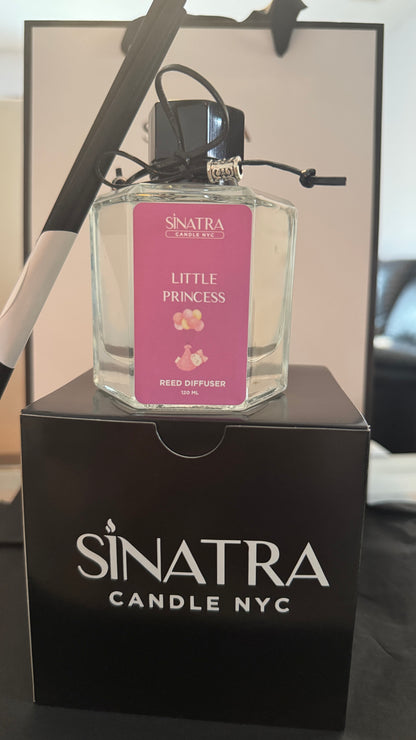 SINATRA
CANDLE NYC
LITTLE
PRINCESS
REED DIFFUSER
120 ML
SINATRA
CANDLE NYC